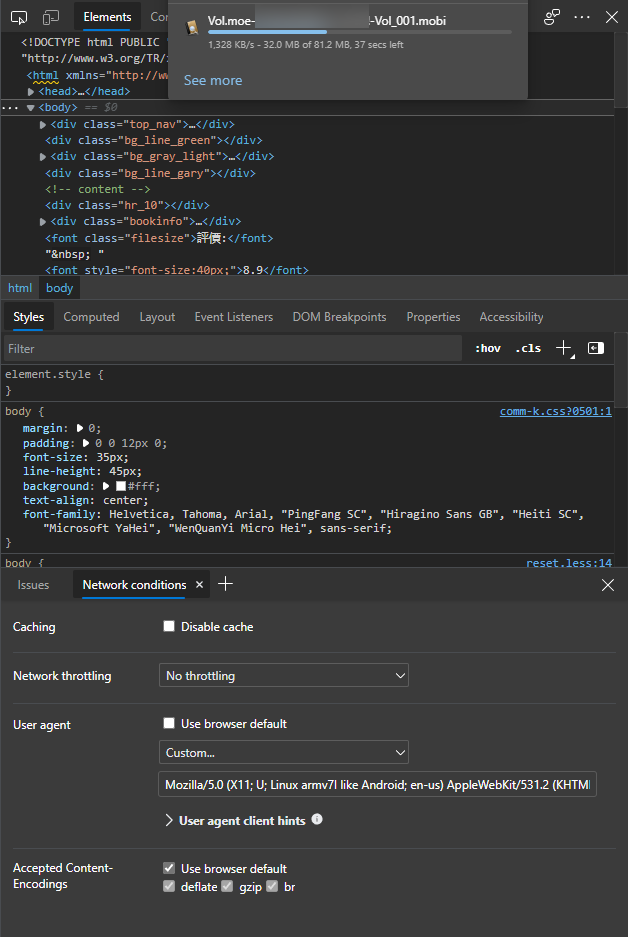 Elements
Co
Vol.moe-
-Vol_001.mobi
1,328 KB/s - 32.0 MB of 81.2 MB, 37 secs left
See more
<!DOCTYPE html PUBLIC
"http://www.w3.org/TR/
<html xmlns="http://ww
<head>…</head>
<body> == $0
<div class="top_nav">…</div>
<div class="bg_line_green"></div>
<div class="bg_gray_light">…</div>
<div class="bg_line_gary"></div>
<!-- content -->
<div class="hr_10"></div>
<div class="bookinfo">…</div>
<font class="filesize">評價:</font>
"&nbsp; "
<font style="font-size:40px;">8.9</font>
html body
Styles Computed Layout Event Listeners DOM Breakpoints Properties Accessibility
Filter :hov .cls
element.style {
}
body { comm-k.css?0501:1
margin: 0;
padding: 0 0 12px 0;
font-size: 35px;
line-height: 45px;
background: #fff;
text-align: center;
font-family: Helvetica, Tahoma, Arial, "PingFang SC", "Hiragino Sans GB", "Heiti SC",
"Microsoft YaHei", "WenQuanYi Micro Hei", sans-serif;
}
body { reset.less:14
Issues Network conditions
Caching Disable cache
Network throttling No throttling
User agent Use browser default
Custom...
Mozilla/5.0 (X11; U; Linux armv7l like Android; en-us) AppleWebKit/531.2 (KHTM
User agent client hints
Accepted Content-
Encodings
Use browser default
deflate gzip br